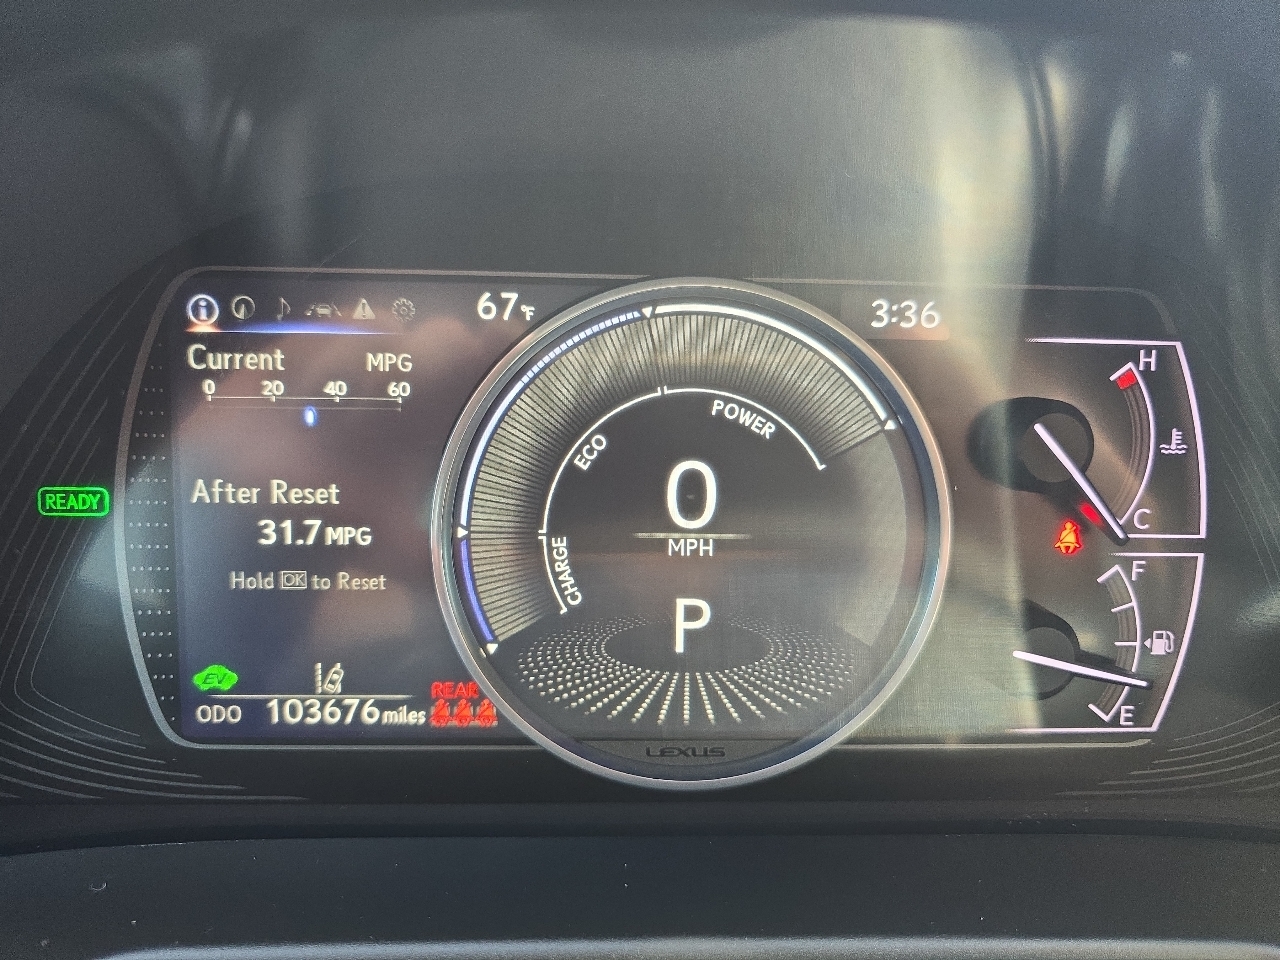 67°F
3:36
Current MPG
0 20 40 60
After Reset
31.7 MPG
Hold OK to Reset
READY
EV
ODO 103676 miles
REAR
CHARGE
ECO
POWER
0
MPH
P
LEXUS
H
C
F
E